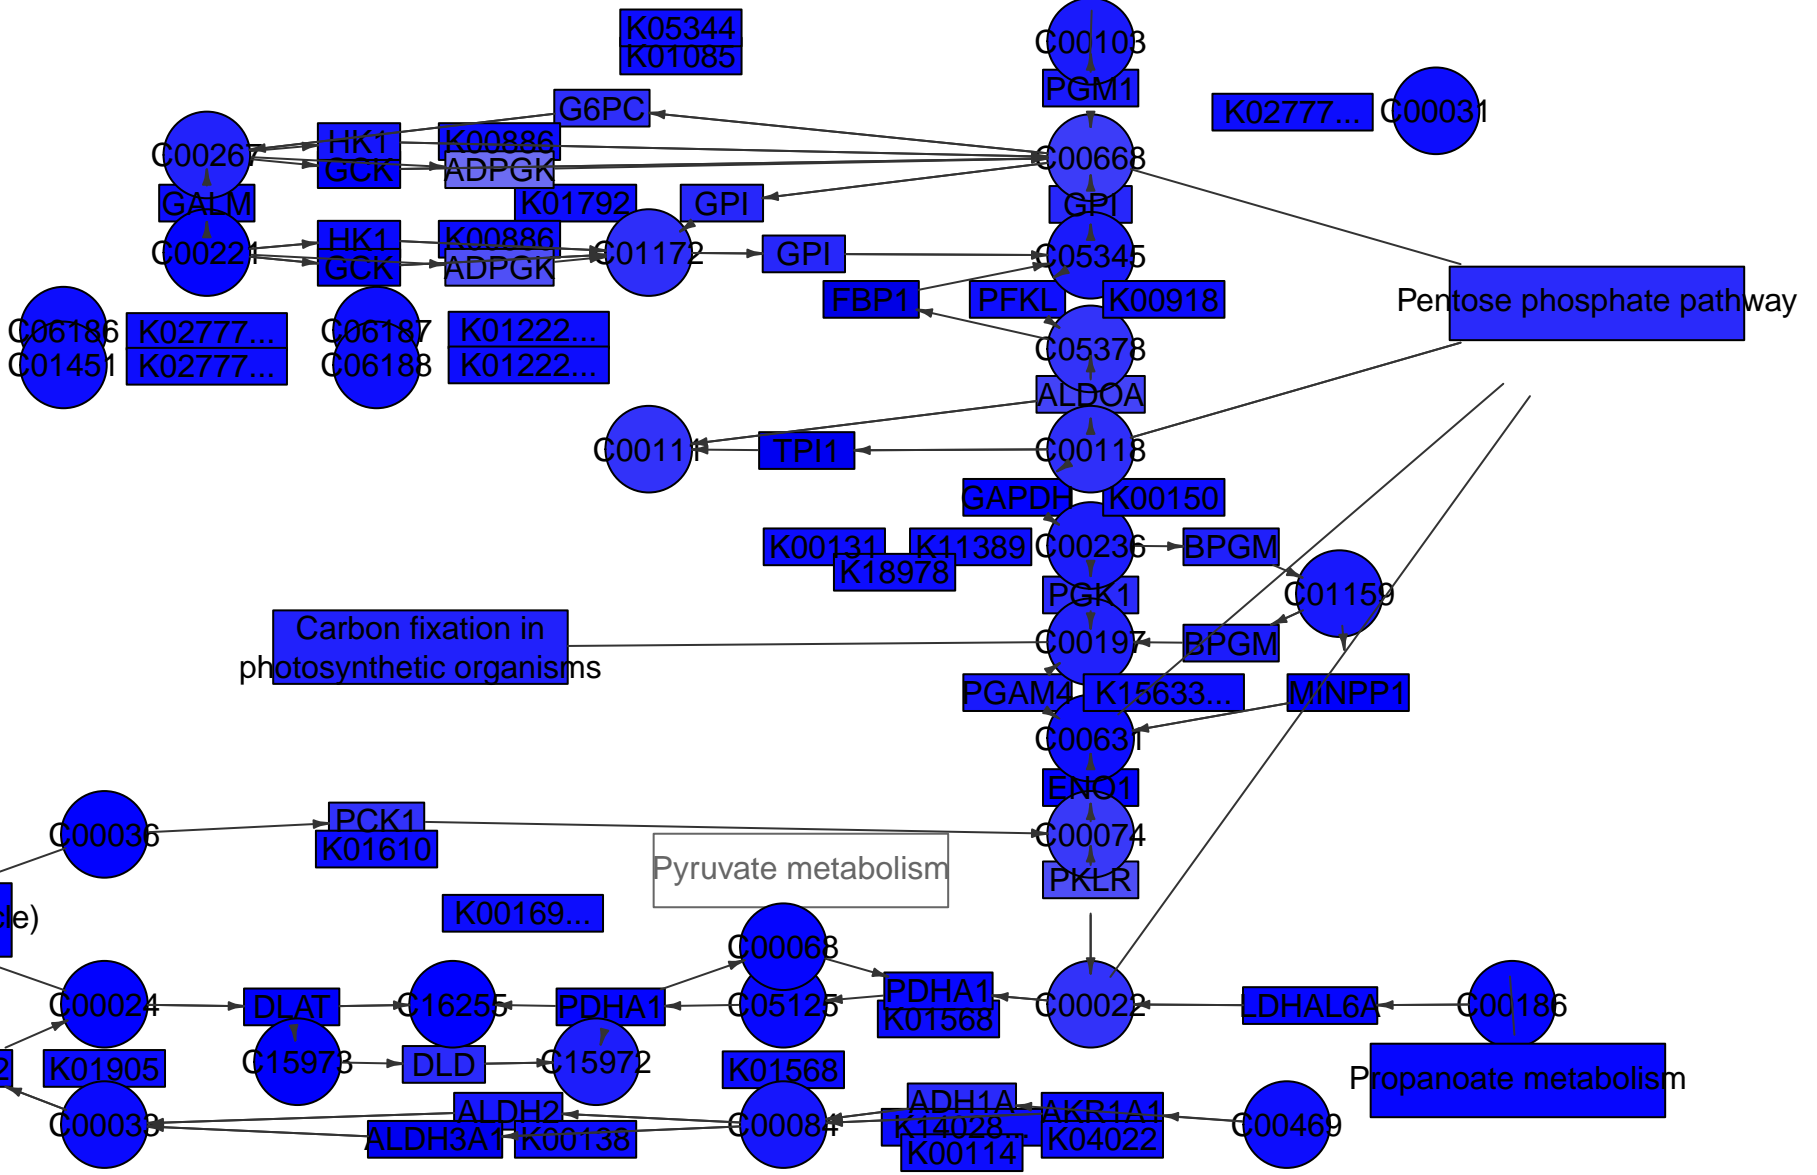 K05344
C00103
K01085
PGM1
G6PC
K02777...
C00031
HK1
K00886
C00267
C00668
GCK
ADPGK
GALM
K01792
GPI
GPI
HK1
K00886
C00221
C01172
GPI
C05345
GCK
ADPGK
FBP1
PFKL
K00918
Pentose phosphate pathway
C06186
K02777...
C06187
K01222...
C05378
C01451
K02777...
C06188
K01222...
ALDOA
C00111
TPI1
C00118
GAPDH
K00150
K00131
K11389
C00236
BPGM
K18978
PGK1
C01159
Carbon fixation in
photosynthetic organisms
C00197
BPGM
PGAM4
K15633...
MINPP1
C00631
ENO1
PCK1
C00036
C00074
K01610
Pyruvate metabolism
PKLR
K00169...
cle)
C00068
C00024
DLAT
C16255
PDHA1
C05125
PDHA1
K01568
C00022
LDHAL6A
C00186
2
K01905
C15973
DLD
C15972
K01568
Propanoate metabolism
ALDH2
ADH1A
AKR1A1
C00033
ALDH3A1
K00138
C00084
K14028...
K04022
C00469
K00114